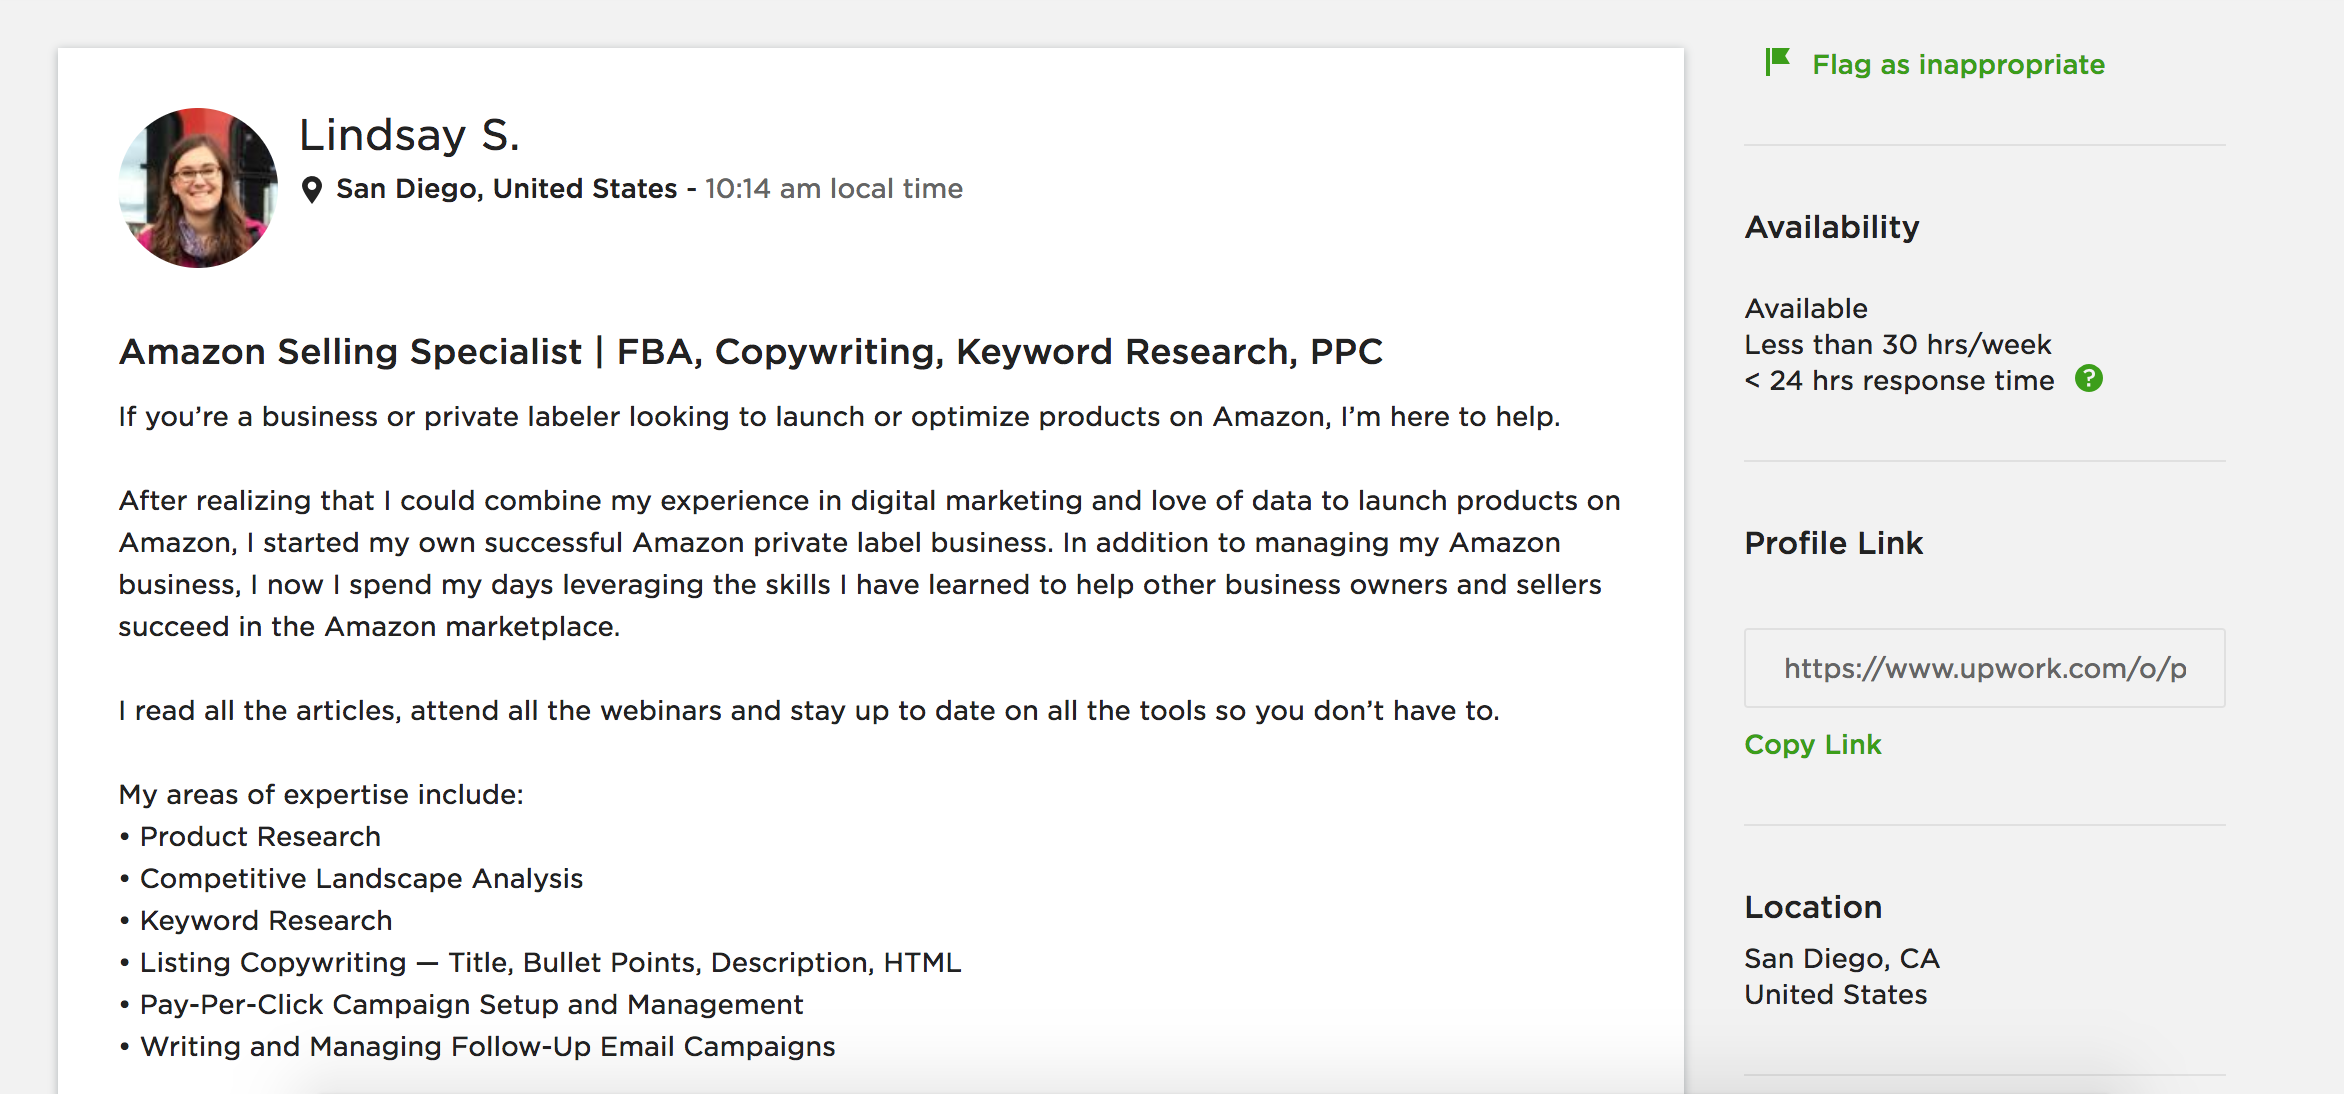 Lindsay S.
San Diego, United States - 10:14 am local time
Amazon Selling Specialist | FBA, Copywriting, Keyword Research, PPC
If you’re a business or private labeler looking to launch or optimize products on Amazon, I’m here to help.
After realizing that I could combine my experience in digital marketing and love of data to launch products on
Amazon, I started my own successful Amazon private label business. In addition to managing my Amazon
business, I now I spend my days leveraging the skills I have learned to help other business owners and sellers
succeed in the Amazon marketplace.
I read all the articles, attend all the webinars and stay up to date on all the tools so you don’t have to.
My areas of expertise include:
• Product Research
• Competitive Landscape Analysis
• Keyword Research
• Listing Copywriting — Title, Bullet Points, Description, HTML
• Pay-Per-Click Campaign Setup and Management
• Writing and Managing Follow-Up Email Campaigns
Flag as inappropriate
Availability
Available
Less than 30 hrs/week
< 24 hrs response time ?
Profile Link
https://www.upwork.com/o/p
Copy Link
Location
San Diego, CA
United States